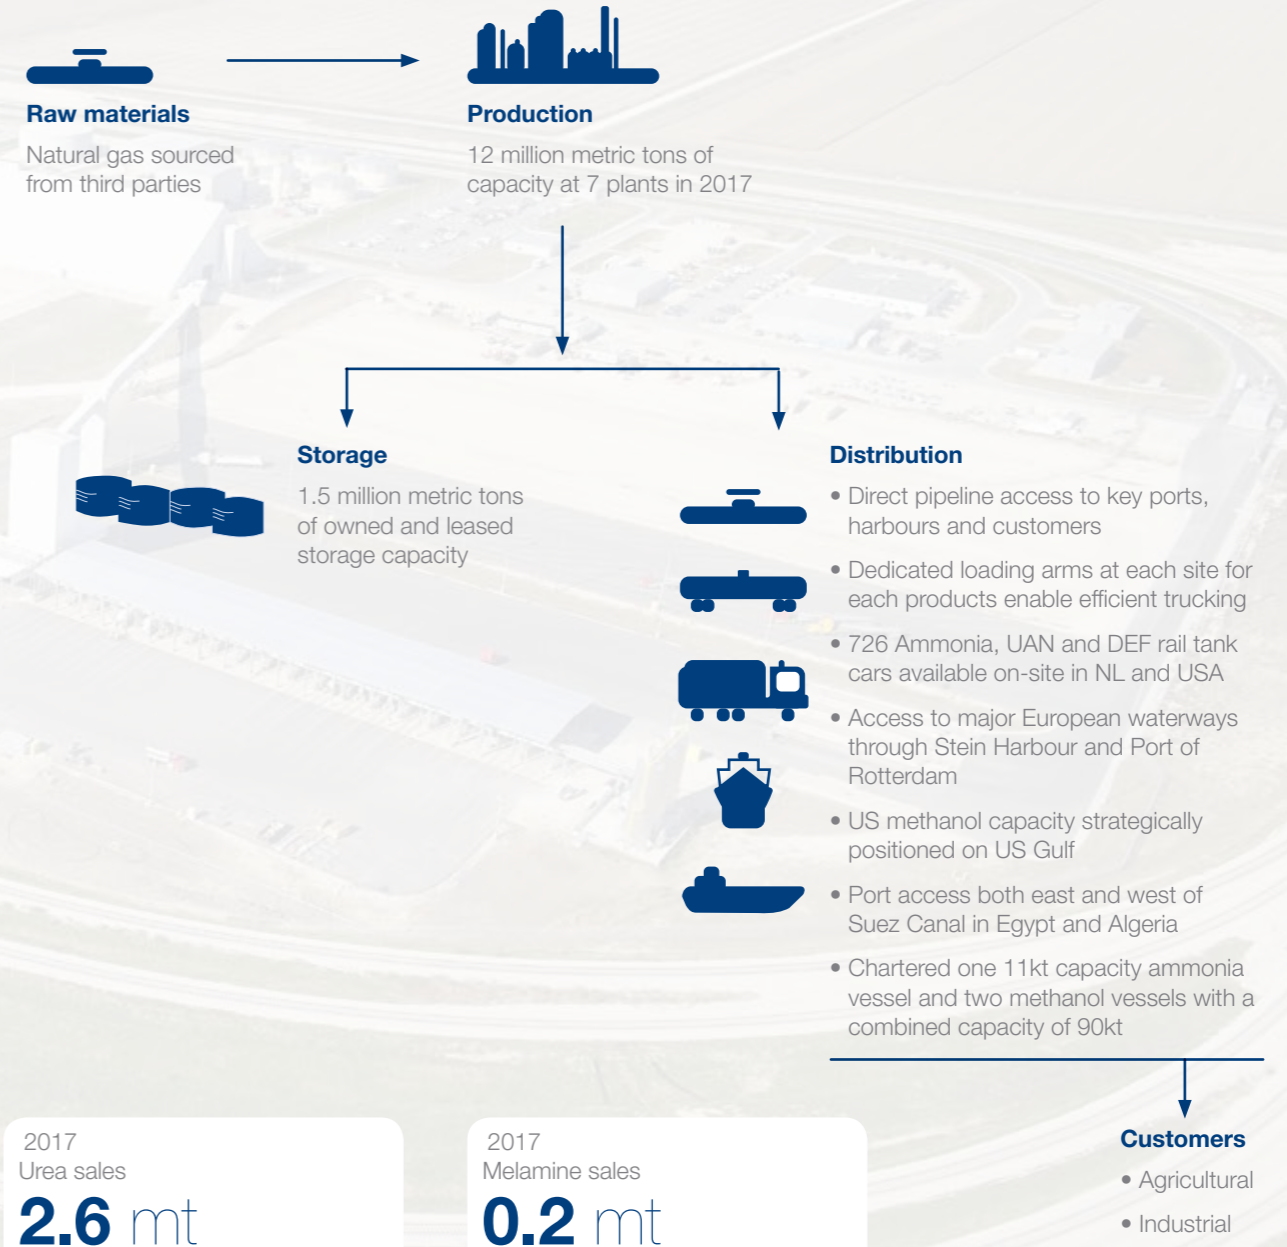 Raw materials
Natural gas sourced
from third parties
Production
12 million metric tons of
capacity at 7 plants in 2017
Storage
1.5 million metric tons
of owned and leased
storage capacity
Distribution
• Direct pipeline access to key ports,
harbours and customers
• Dedicated loading arms at each site for
each products enable efficient trucking
• 726 Ammonia, UAN and DEF rail tank
cars available on-site in NL and USA
• Access to major European waterways
through Stein Harbour and Port of
Rotterdam
• US methanol capacity strategically
positioned on US Gulf
• Port access both east and west of
Suez Canal in Egypt and Algeria
• Chartered one 11kt capacity ammonia
vessel and two methanol vessels with a
combined capacity of 90kt
Customers
• Agricultural
• Industrial
2017
Urea sales
2.6 mt
2017
Melamine sales
0.2 mt